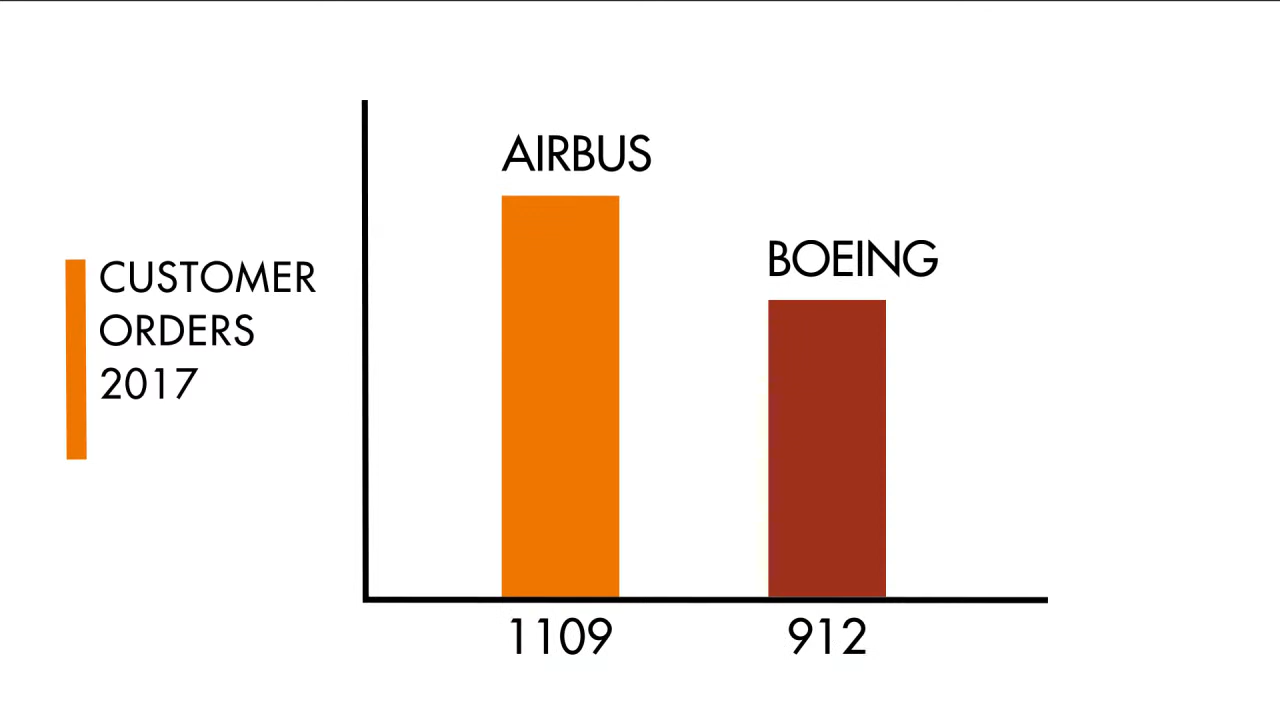 AIRBUS
BOEING
CUSTOMER
ORDERS
2017
1109
912